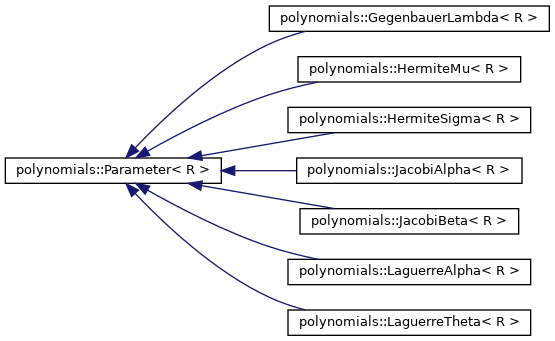 polynomials::GegenbauerLambda< R >
polynomials::HermiteMu< R >
polynomials::HermiteSigma< R >
polynomials::Parameter< R >
polynomials::JacobiAlpha< R >
polynomials::JacobiBeta< R >
polynomials::LaguerreAlpha< R >
polynomials::LaguerreTheta< R >